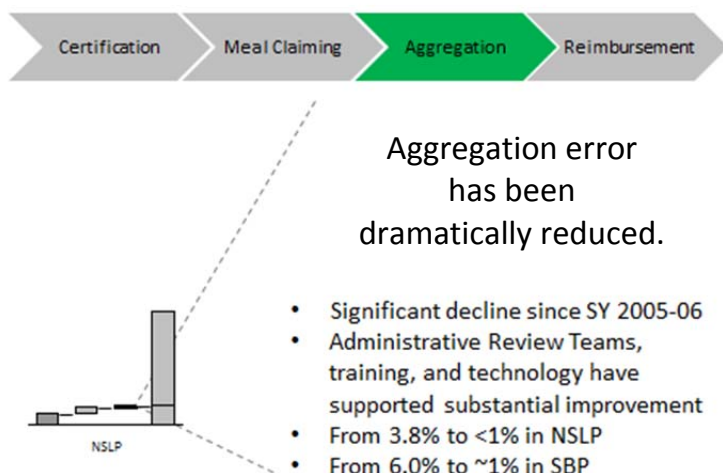 Certification Meal Claiming Aggregation Reimbursement
Aggregation error
has been
dramatically reduced.
• Significant decline since SY 2005-06
• Administrative Review Teams,
training, and technology have
supported substantial improvement
• From 3.8% to <1% in NSLP
• From 6.0% to ~1% in SBP
NSLP